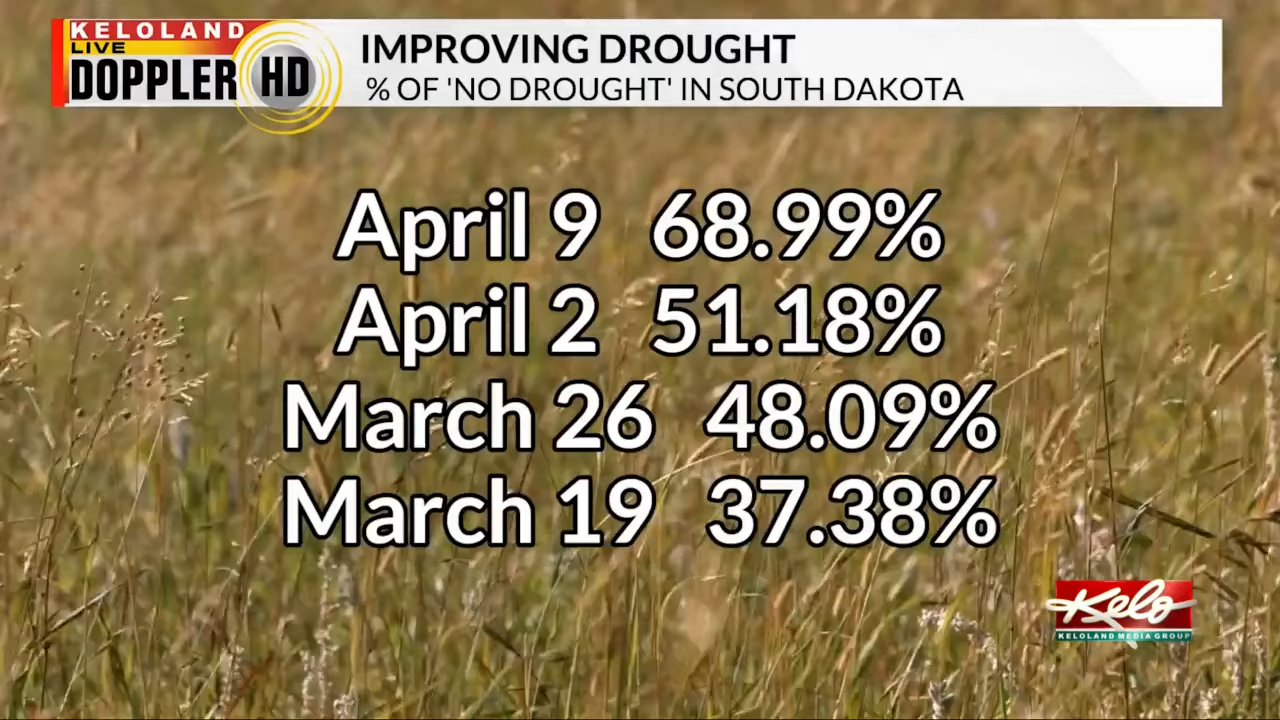 KELOLAND
LIVE
DOPPLER HD
IMPROVING DROUGHT
% OF 'NO DROUGHT' IN SOUTH DAKOTA
April 9 68.99%
April 2 51.18%
March 26 48.09%
March 19 37.38%
Kelo
KELOLAND MEDIA GROUP